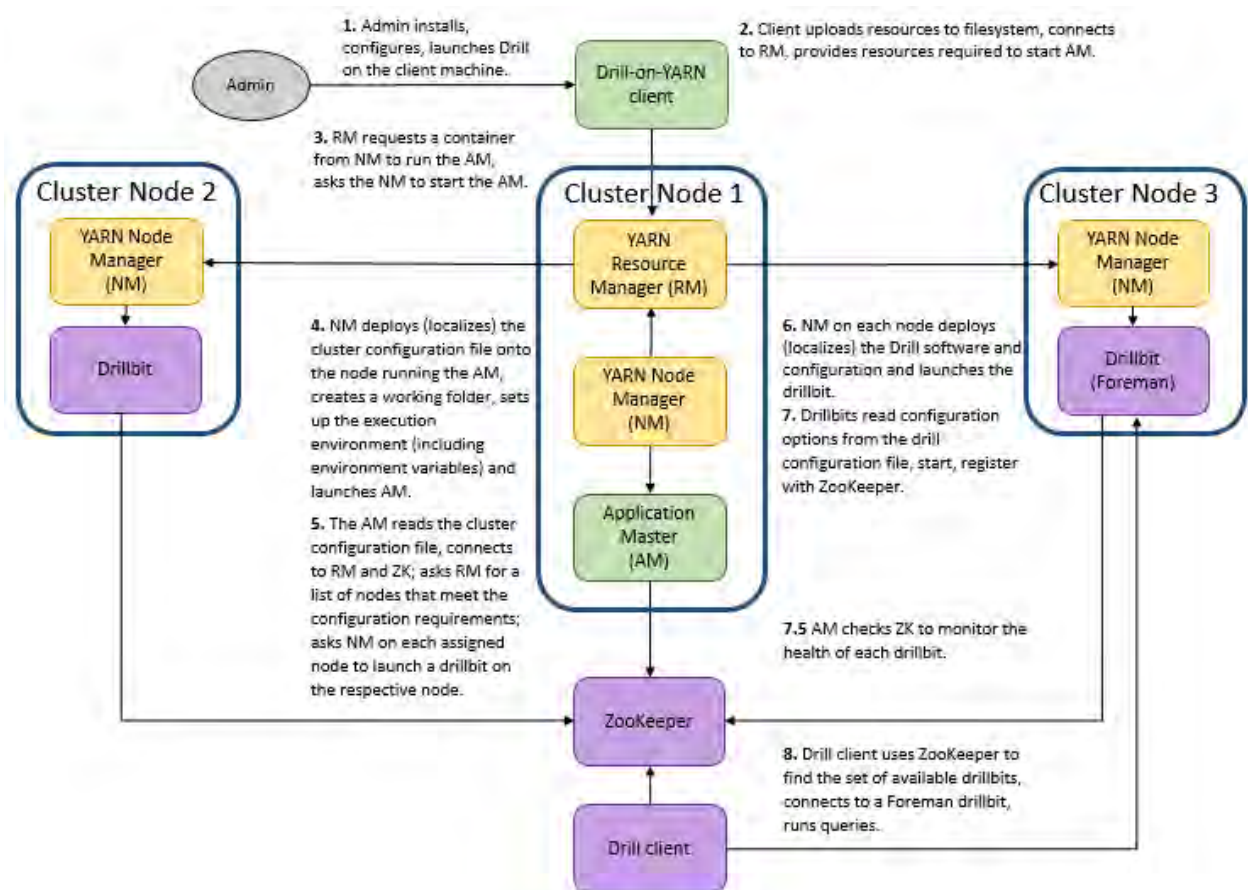 1. Admin installs,
configures, launches Drill
on the client machine.
2. Client uploads resources to filesystem, connects
to RM, provides resources required to start AM.
Admin
Drill-on-YARN
client
3. RM requests a container
from NM to run the AM,
asks the NM to start the AM.
Cluster Node 2
Cluster Node 1
Cluster Node 3
YARN Node
Manager
(NM)
YARN
Resource
Manager (RM)
YARN Node
Manager
(NM)
Drillbit
4. NM deploys (localizes) the
cluster configuration file onto
the node running the AM,
creates a working folder, sets
up the execution
environment (including
environment variables) and
launches AM.
YARN Node
Manager
(NM)
6. NM on each node deploys
(localizes) the Drill software and
configuration and launches the
drillbit.
7. Drillbits read configuration
options from the drill
configuration file, start, register
with ZooKeeper.
Drillbit
(Foreman)
5. The AM reads the cluster
configuration file, connects
to RM and ZK; asks RM for a
list of nodes that meet the
configuration requirements;
asks NM on each assigned
node to launch a drillbit on
the respective node.
Application
Master
(AM)
7.5 AM checks ZK to monitor the
health of each drillbit.
ZooKeeper
8. Drill client uses ZooKeeper to
find the set of available drillbits,
connects to a Foreman drillbit,
runs queries.
Drill client